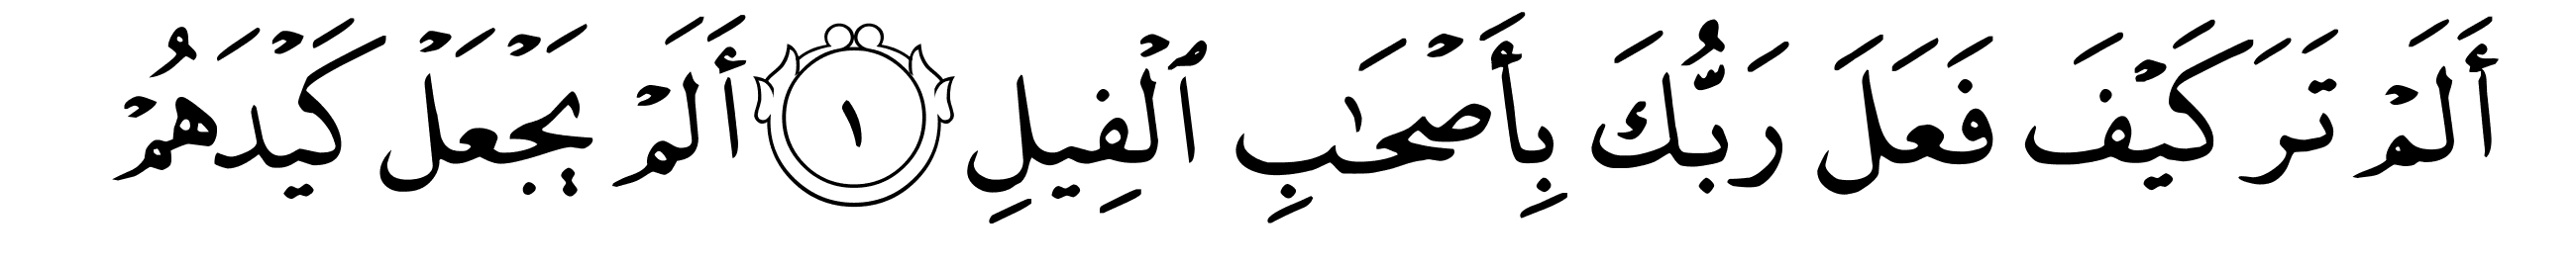 أَلَمْ تَرَ كَيْفَ فَعَلَ رَبُّكَ بِأَصْحَٰبِ ٱلْفِيلِ ١ أَلَمْ يَجْعَلْ كَيْدَهُمْ